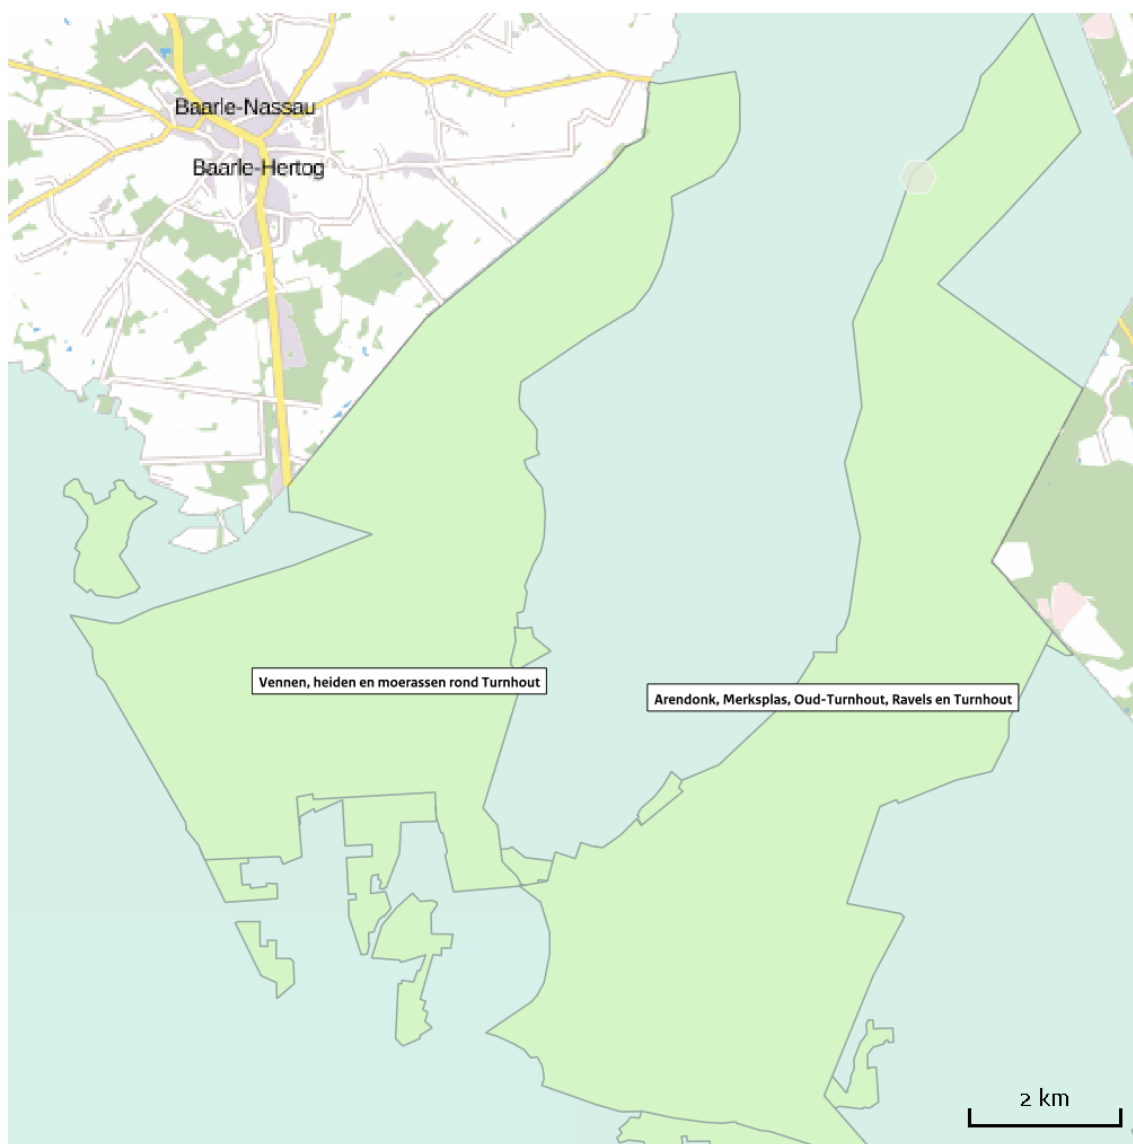 Baarle-Nassau
Baarle-Hertog
Vennen, heiden en moerassen rond Turnhout
Arendonk, Merksplas, Oud-Turnhout, Ravels en Turnhout
2 km